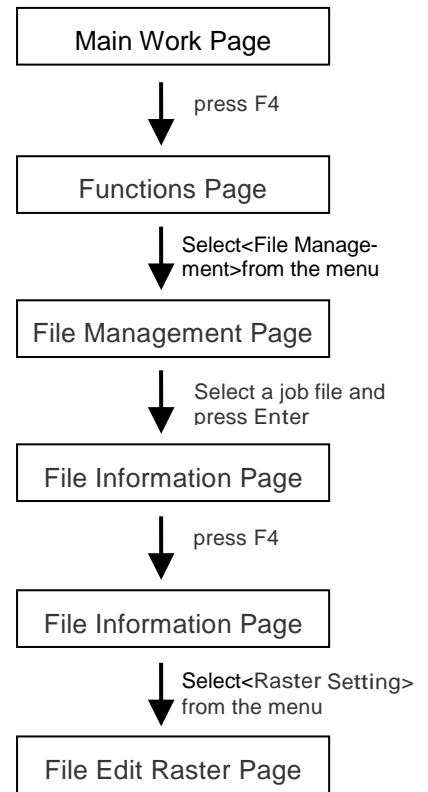 Main Work Page
press F4
Functions Page
Select<File Manage-
ment>from the menu
File Management Page
Select a job file and
press Enter
File Information Page
press F4
File Information Page
Select<Raster Setting>
from the menu
File Edit Raster Page